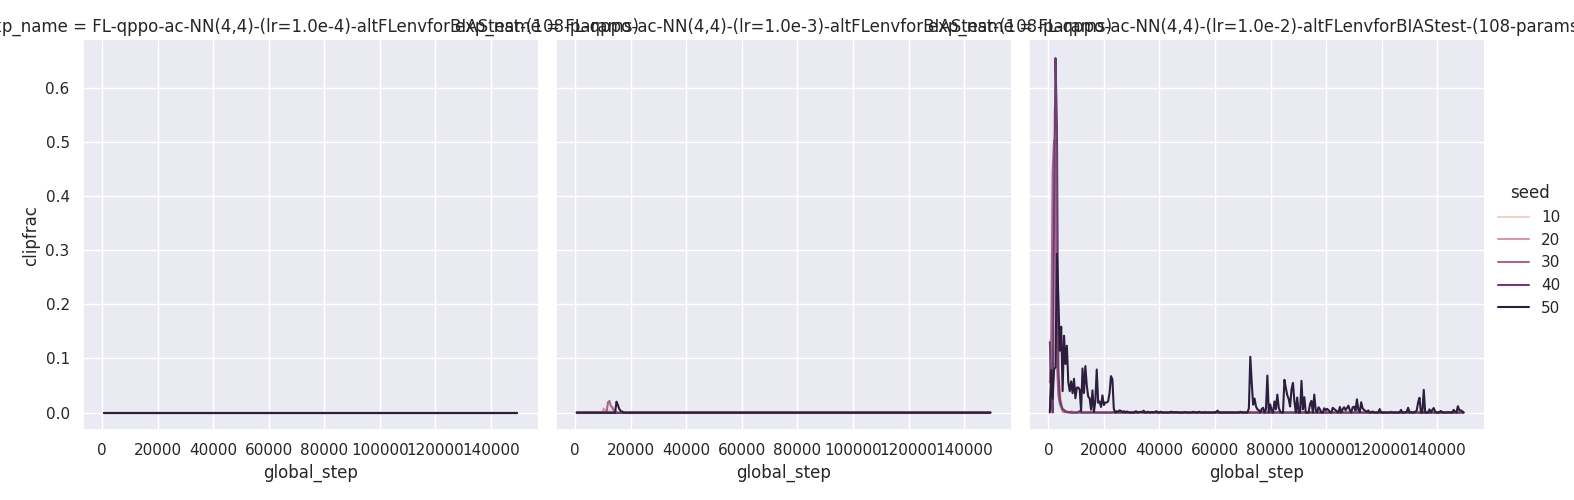 xp_name = FL-qppo-ac-NN(4,4)-(lr=1.0e-4)-altFLenvforBIAStest-(108-params)
exp_name = FL-qppo-ac-NN(4,4)-(lr=1.0e-3)-altFLenvforBIAStest-(108-params)
exp_name = FL-qppo-ac-NN(4,4)-(lr=1.0e-2)-altFLenvforBIAStest-(108-params
clipfrac
0.6
0.5
0.4
0.3
0.2
0.1
0.0
0 20000 40000 60000 80000 100000 120000 140000
global_step
0 20000 40000 60000 80000 100000 120000 140000
global_step
0 20000 40000 60000 80000 100000 120000 140000
global_step
seed
10
20
30
40
50